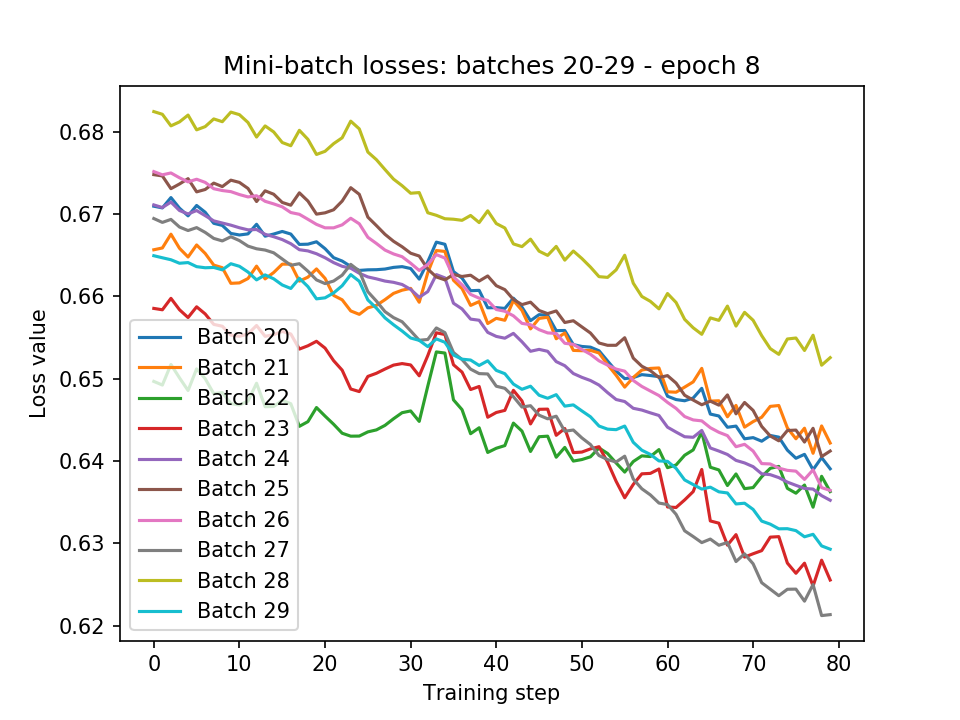 Mini-batch losses: batches 20-29 - epoch 8
Loss value
0.68
0.67
0.66
0.65
0.64
0.63
0.62
Batch 20
Batch 21
Batch 22
Batch 23
Batch 24
Batch 25
Batch 26
Batch 27
Batch 28
Batch 29
0 10 20 30 40 50 60 70 80
Training step